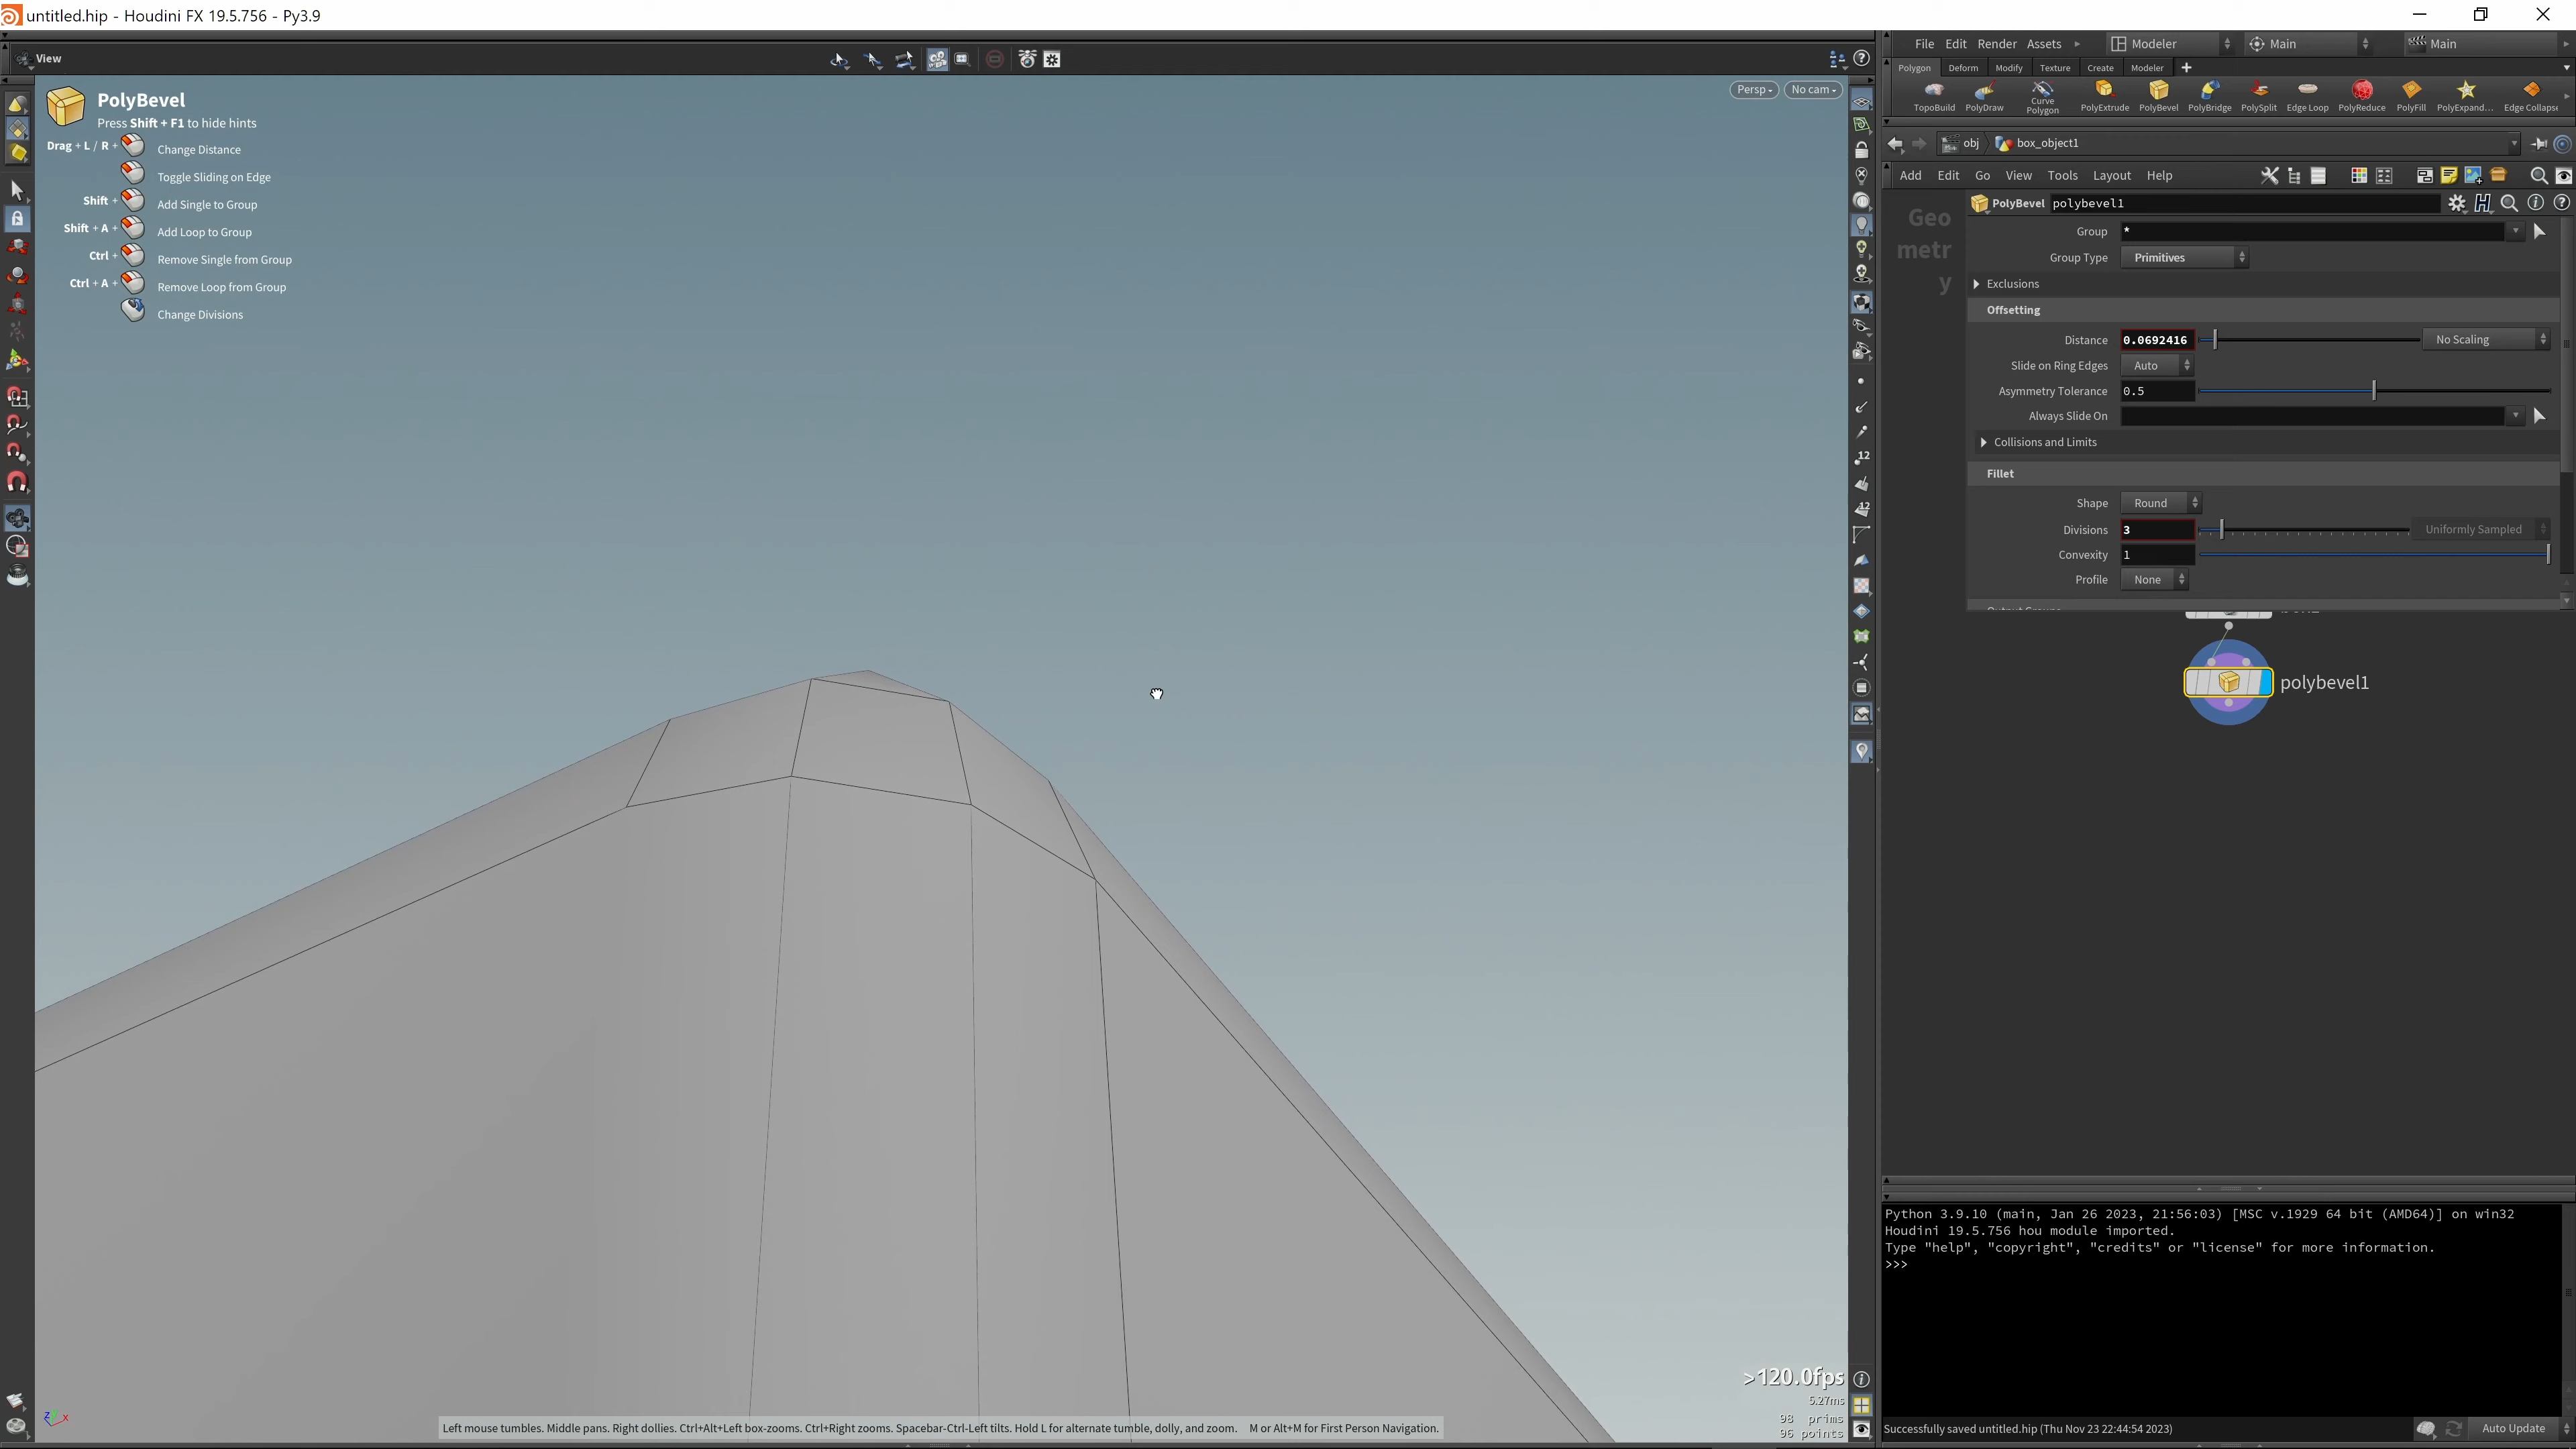 untitled.hip - Houdini FX 19.5.756 - Py3.9
View
PolyBevel
Press Shift + F1 to hide hints
Drag + L / R + Change Distance
Toggle Sliding on Edge
Shift + Add Single to Group
Shift + A + Add Loop to Group
Ctrl + Remove Single from Group
Ctrl + A + Remove Loop from Group
Change Divisions
Persp
No cam
12
12
>120.0fps
5.27ms
98 prims
96 points
Left mouse tumbles. Middle pans. Right dollies. Ctrl+Alt+Left box-zooms. Ctrl+Right zooms. Spacebar-Ctrl-Left tilts. Hold L for alternate tumble, dolly, and zoom. M or Alt+M for First Person Navigation.
z x
File Edit Render Assets Modeler Main Main
Polygon Deform Modify Texture Create Modeler
TopoBuild PolyDraw Curve Polygon PolyExtrude PolyBevel PolyBridge PolySplit Edge Loop PolyReduce PolyFill PolyExpand... Edge Collapse
obj box_object1
Add Edit Go View Tools Layout Help
Geo
metr
y
PolyBevel polybevel1
Group *
Group Type Primitives
Exclusions
Offsetting
Distance 0.0692416 No Scaling
Slide on Ring Edges Auto
Asymmetry Tolerance 0.5
Always Slide On
Collisions and Limits
Fillet
Shape Round
Divisions 3 Uniformly Sampled
Convexity 1
Profile None
polybevel1
Python 3.9.10 (main, Jan 26 2023, 21:56:03) [MSC v.1929 64 bit (AMD64)] on win32
Houdini 19.5.756 hou module imported.
Type "help", "copyright", "credits" or "license" for more information.
>>>
Successfully saved untitled.hip (Thu Nov 23 22:44:54 2023)
Auto Update